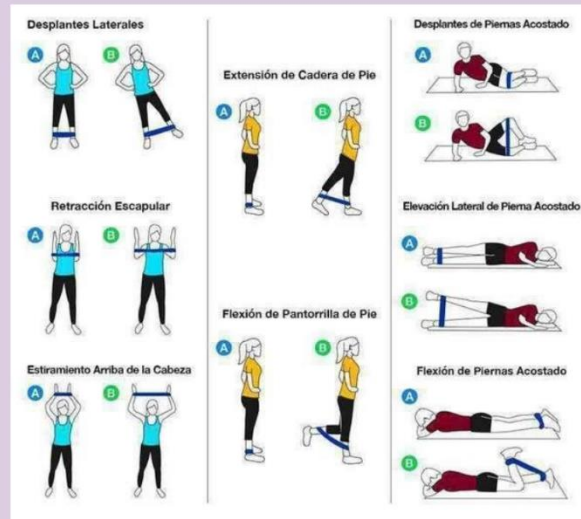 Desplantes Laterales
A B
Retracción Escapular
A B
Estiramiento Arriba de la Cabeza
A B
Extensión de Cadera de Pie
A B
Flexión de Pantorrilla de Pie
A B
Desplantes de Piernas Acostado
A
B
Elevación Lateral de Pierna Acostado
A
B
Flexión de Piernas Acostado
A
B